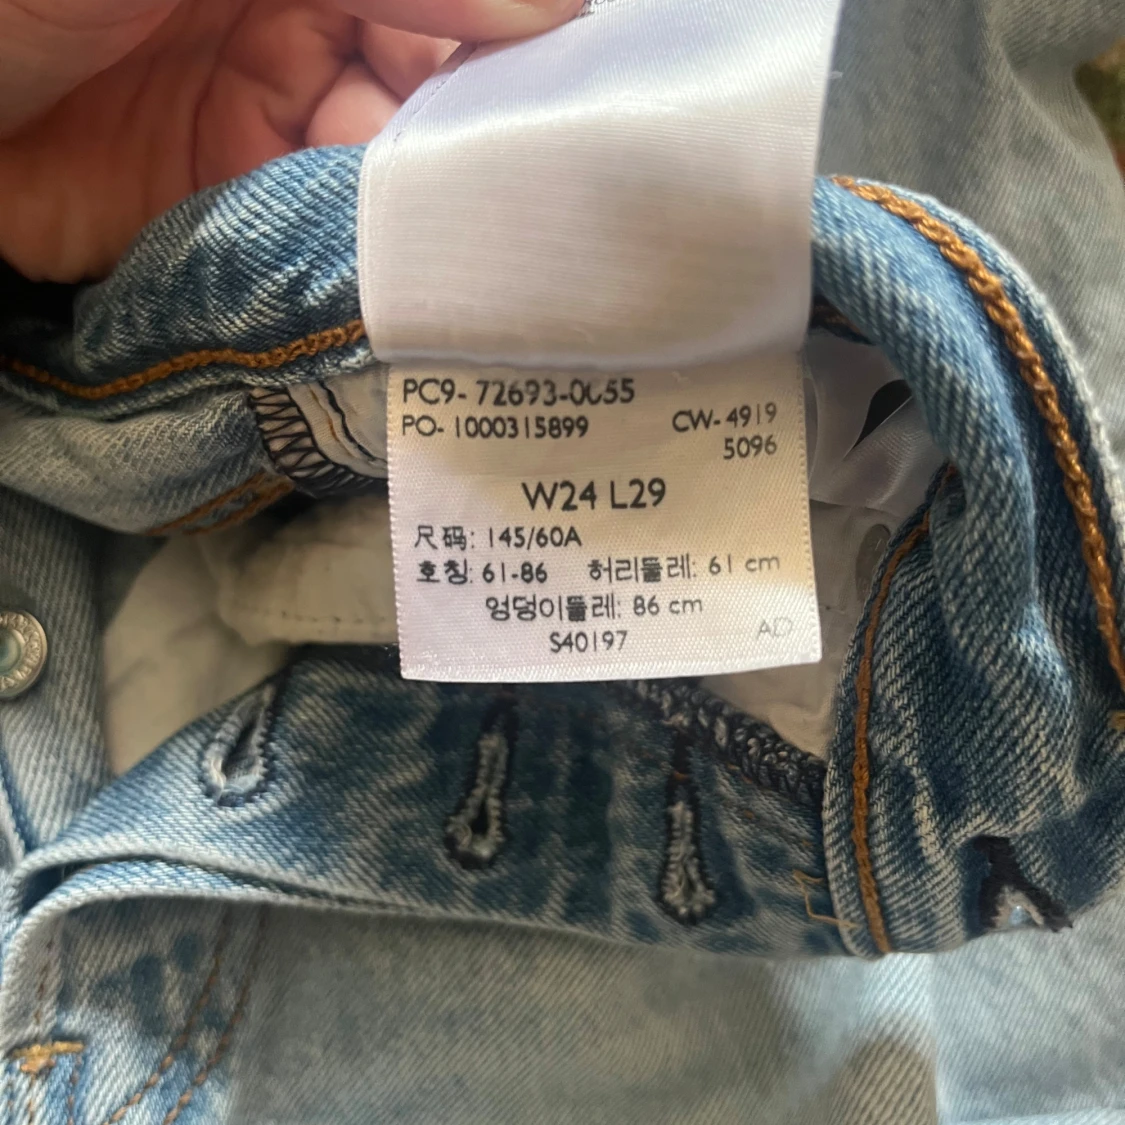 PC9- 72693-0055
PO- 1000315899 CW- 4919
5096
W24 L29
尺码: 145/60A
호칭: 61-86 허리둘레: 61 cm
엉덩이둘레: 86 cm
S40197 AD